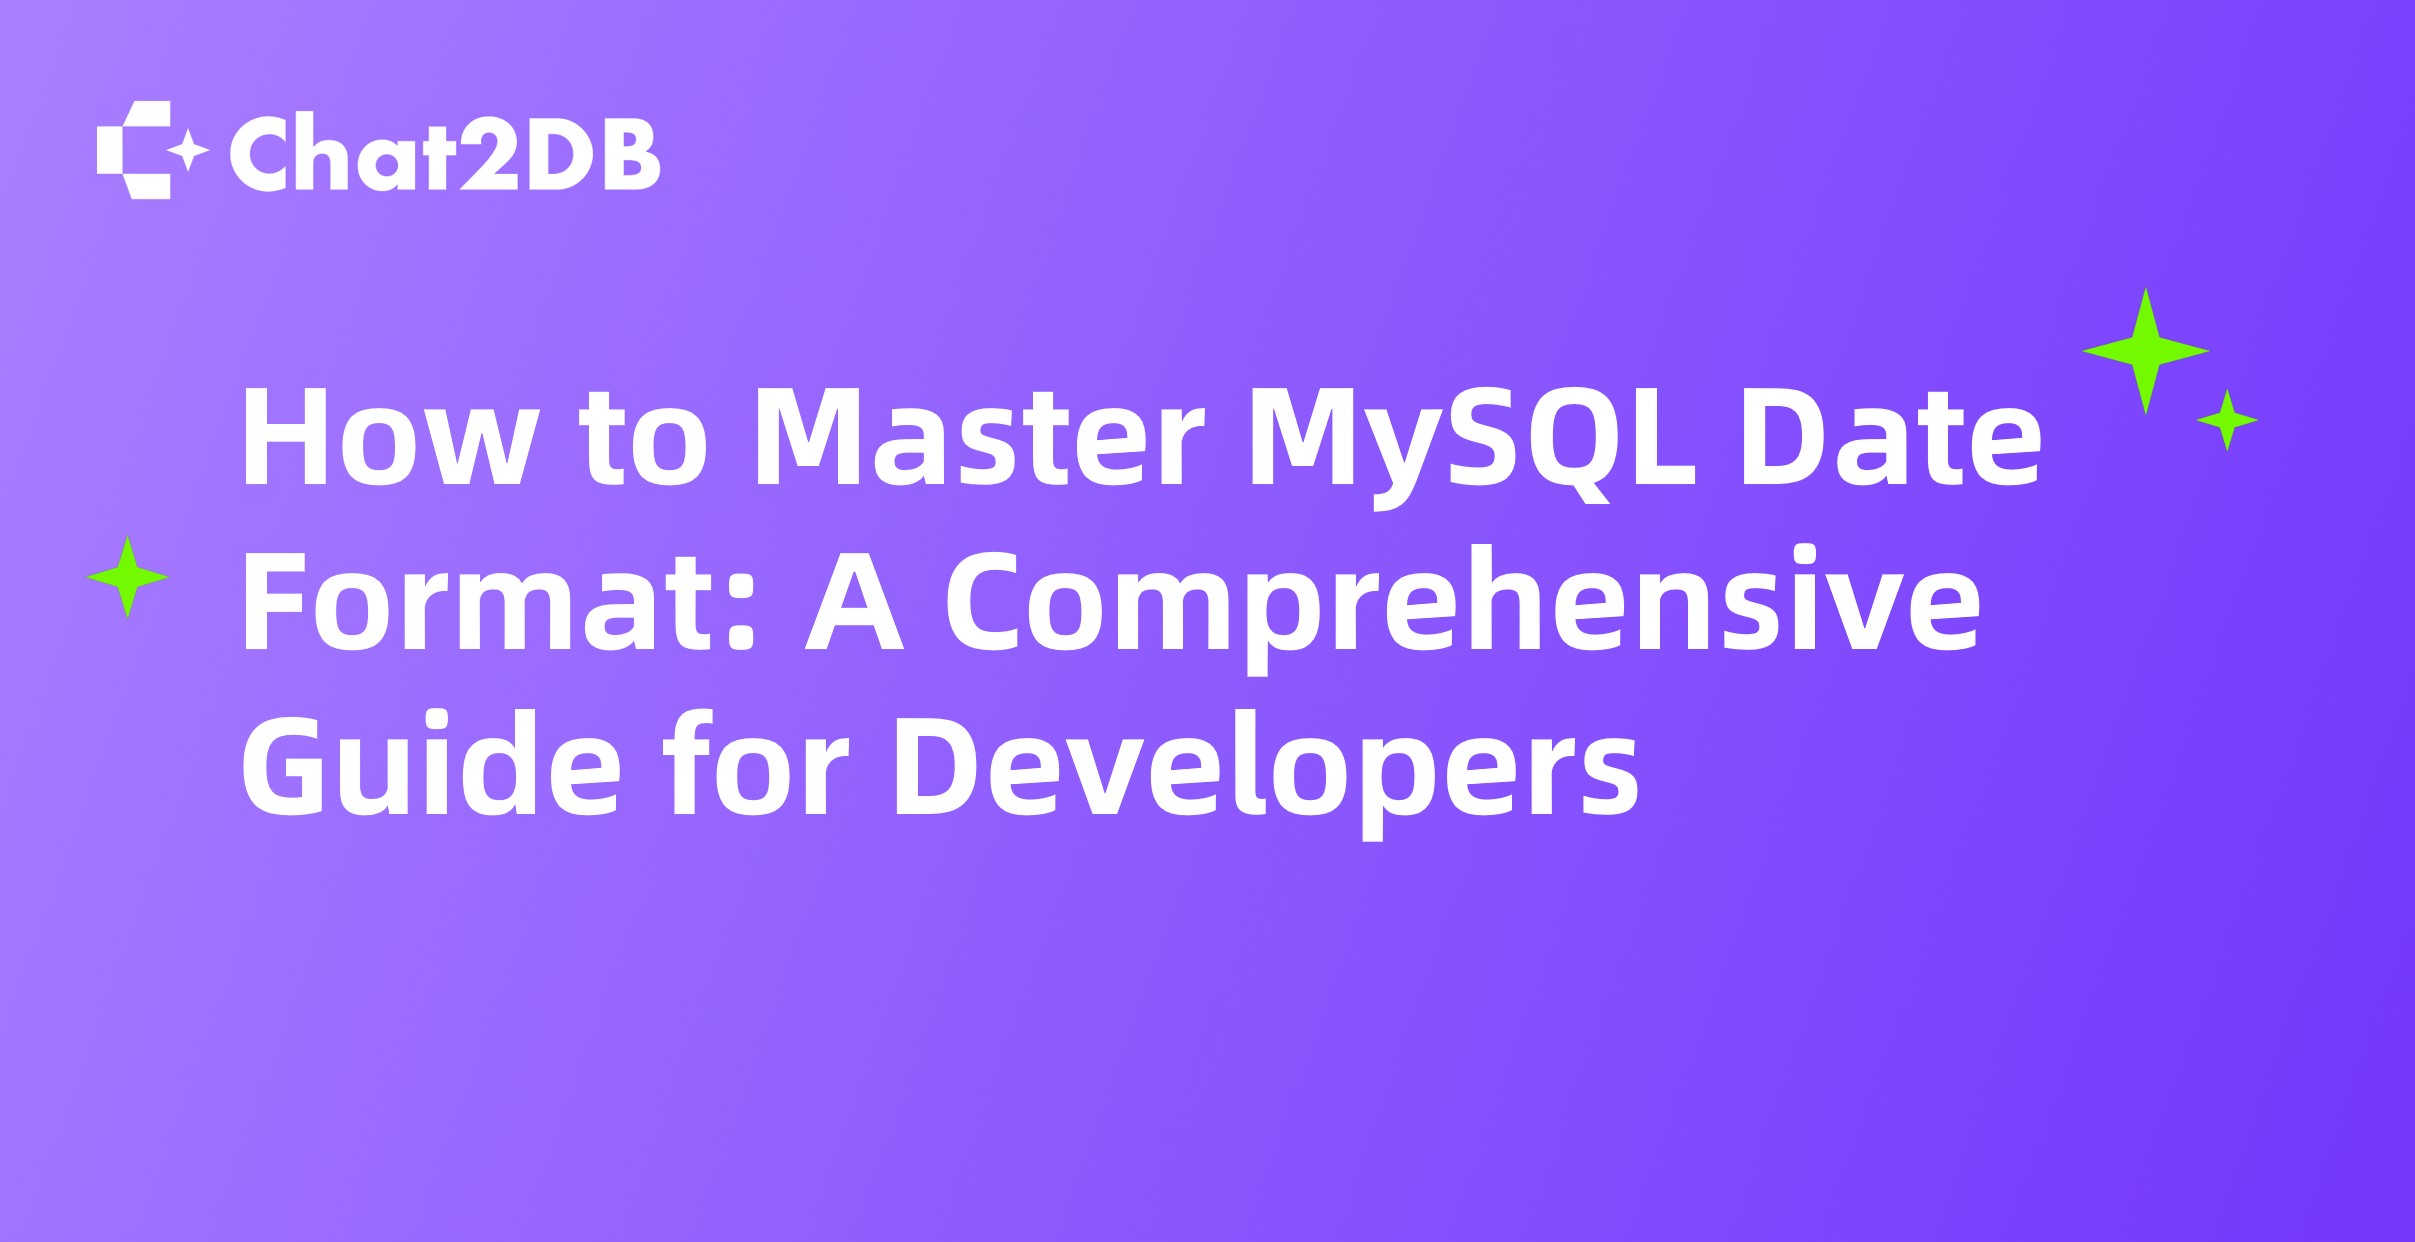 Chat2DB
How to Master MySQL Date
Format: A Comprehensive
Guide for Developers